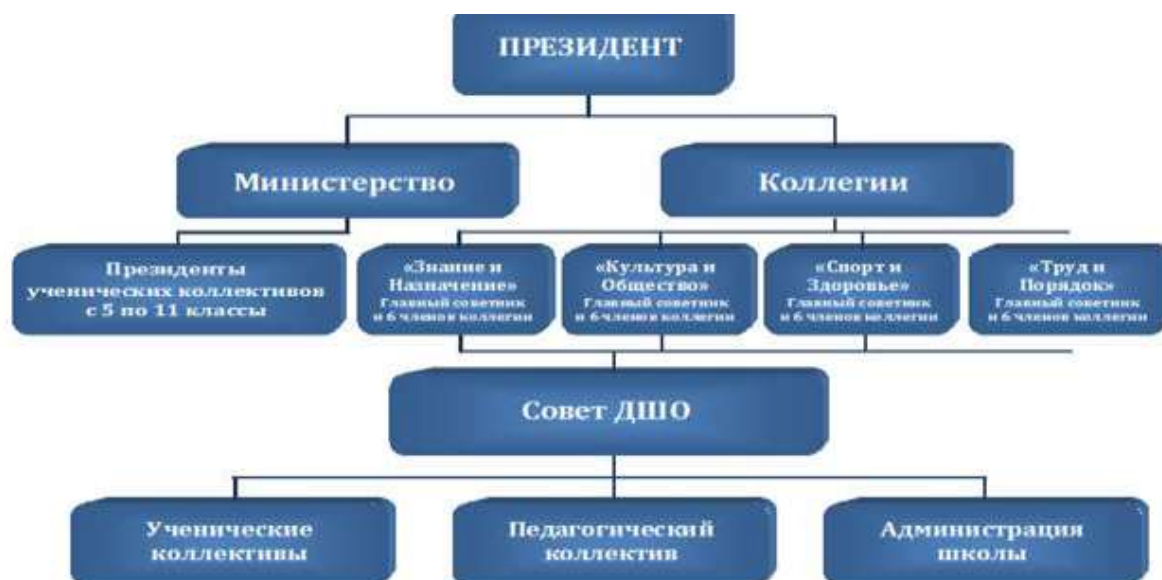 ПРЕЗИДЕНТ
Министерство
Коллегии
Президенты
ученических коллективов
с 5 по 11 классы
«Знание и
Назначение»
Главный советник
и 6 членов коллегии
«Культура и
Общество»
Главный советник
и 6 членов коллегии
«Спорт и
Здоровье»
Главный советник
и 6 членов коллегии
«Труд и
Порядок»
Главный советник
и 6 членов коллегии
Совет ДШО
Ученические
коллективы
Педагогический
коллектив
Администрация
школы